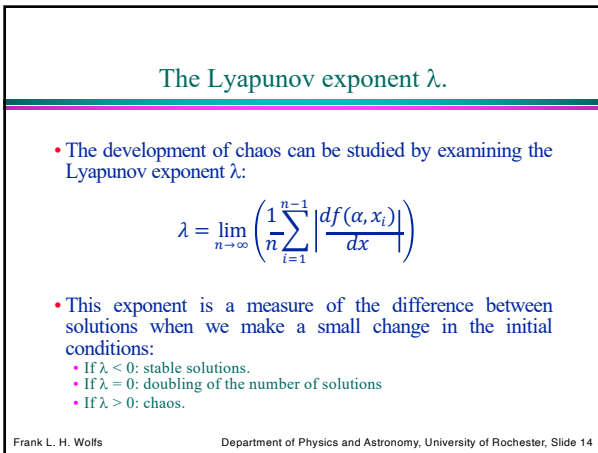 The Lyapunov exponent λ.
• The development of chaos can be studied by examining the
Lyapunov exponent λ:
λ = lim_{n→∞} ( 1/n ∑_{i=1}^{n−1} | df(α, x_i) / dx | )
• This exponent is a measure of the difference between
solutions when we make a small change in the initial
conditions:
• If λ < 0: stable solutions.
• If λ = 0: doubling of the number of solutions
• If λ > 0: chaos.
Frank L. H. Wolfs Department of Physics and Astronomy, University of Rochester, Slide 14